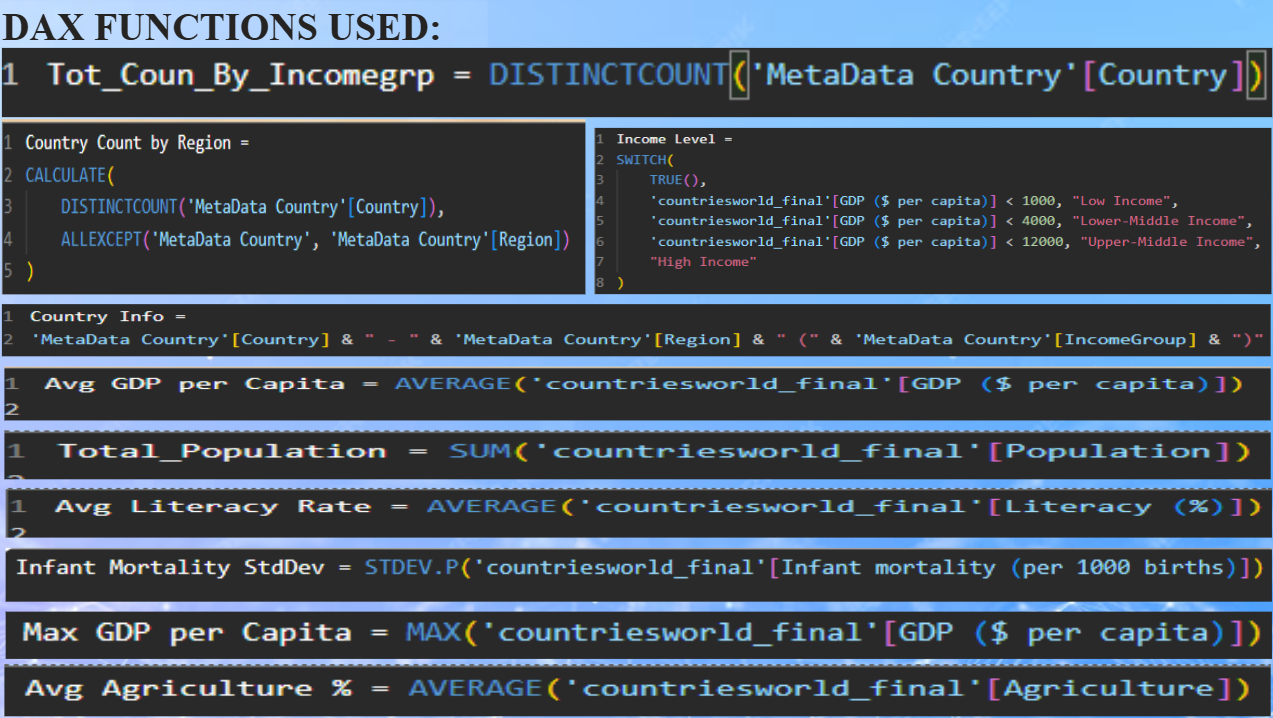 DAX FUNCTIONS USED:
1 Tot_Coun_By_Incomegrp = DISTINCTCOUNT('MetaData Country'[Country])
1 Country Count by Region =
2 CALCULATE(
3 DISTINCTCOUNT('MetaData Country'[Country]),
4 ALLEXCEPT('MetaData Country', 'MetaData Country'[Region])
5 )
1 Income Level =
2 SWITCH(
3 TRUE(),
4 'countriesworld_final'[GDP ($ per capita)] < 1000, "Low Income",
5 'countriesworld_final'[GDP ($ per capita)] < 4000, "Lower-Middle Income",
6 'countriesworld_final'[GDP ($ per capita)] < 12000, "Upper-Middle Income",
7 "High Income"
8 )
1 Country Info =
2 'MetaData Country'[Country] & " - " & 'MetaData Country'[Region] & " (" & 'MetaData Country'[IncomeGroup] & ")"
1 Avg GDP per Capita = AVERAGE('countriesworld_final'[GDP ($ per capita)])
2
1 Total_Population = SUM('countriesworld_final'[Population])
1 Avg Literacy Rate = AVERAGE('countriesworld_final'[Literacy (%)])
2
Infant Mortality StdDev = STDEV.P('countriesworld_final'[Infant mortality (per 1000 births)])
Max GDP per Capita = MAX('countriesworld_final'[GDP ($ per capita)])
Avg Agriculture % = AVERAGE('countriesworld_final'[Agriculture])